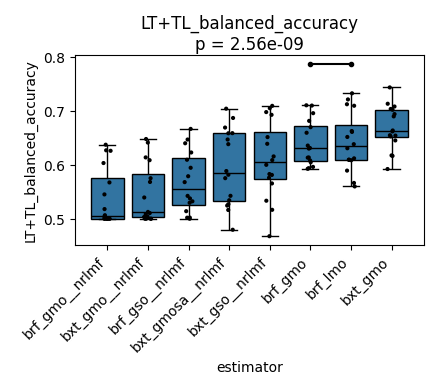 LT+TL_balanced_accuracy
p = 2.56e-09
LT+TL_balanced_accuracy
0.8
0.7
0.6
0.5
brf_gmo__nrlmf
bxt_gmo__nrlmf
brf_gso__nrlmf
bxt_gmosa__nrlmf
bxt_gso__nrlmf
brf_gmo
brf_lmo
bxt_gmo
estimator